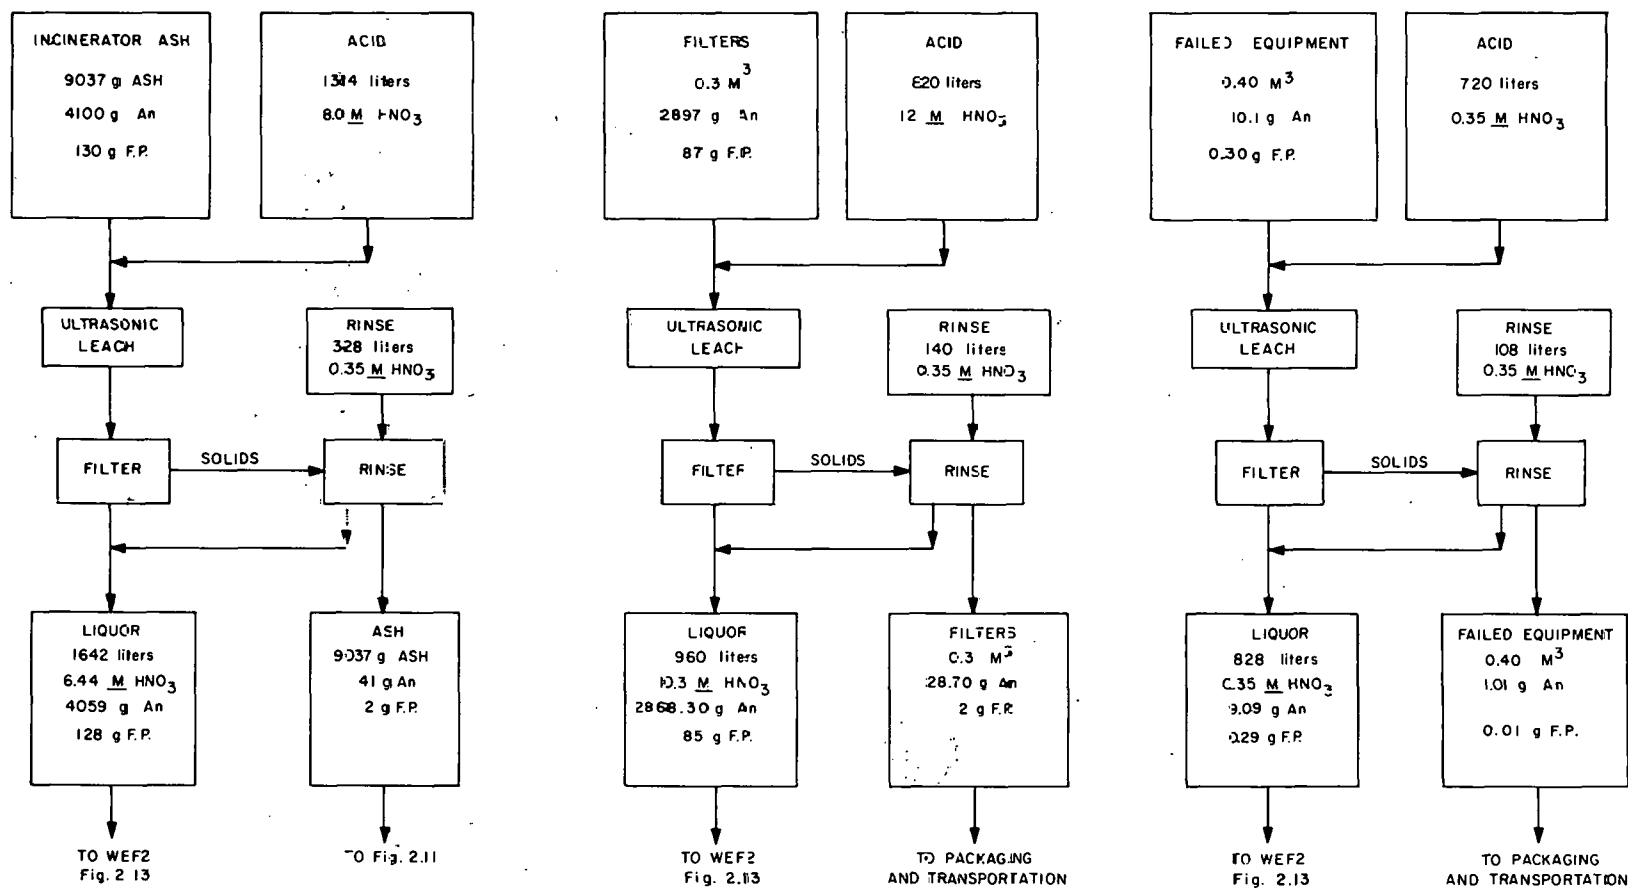 INCINERATOR ASH
9037 g ASH
4100 g An
130 g F.P.
ACID
1314 liters
8.0 M HNO3
ULTRASONIC
LEACH
RINSE
328 liters
0.35 M HNO3
FILTER
SOLIDS
RINSE
LIQUOR
1642 liters
6.44 M HNO3
4059 g An
128 g F.P.
ASH
9037 g ASH
41 g An
2 g F.P.
TO WEF2
Fig. 2.13
TO Fig. 2.11
FILTERS
0.3 M3
2897 g An
87 g F.P.
ACID
820 liters
12 M HNO3
ULTRASONIC
LEACH
RINSE
140 liters
0.35 M HNO3
FILTER
SOLIDS
RINSE
LIQUOR
960 liters
10.3 M HNO3
2868.30 g An
85 g F.P.
FILTERS
0.3 M3
28.70 g An
2 g F.P.
TO WEF2
Fig. 2.13
TO PACKAGING
AND TRANSPORTATION
FAILED EQUIPMENT
0.40 M3
10.1 g An
0.30 g F.P.
ACID
720 liters
0.35 M HNO3
ULTRASONIC
LEACH
RINSE
108 liters
0.35 M HNO3
FILTER
SOLIDS
RINSE
LIQUOR
828 liters
0.35 M HNO3
9.09 g An
0.29 g F.P.
FAILED EQUIPMENT
0.40 M3
1.01 g An
0.01 g F.P.
TO WEF2
Fig. 2.13
TO PACKAGING
AND TRANSPORTATION